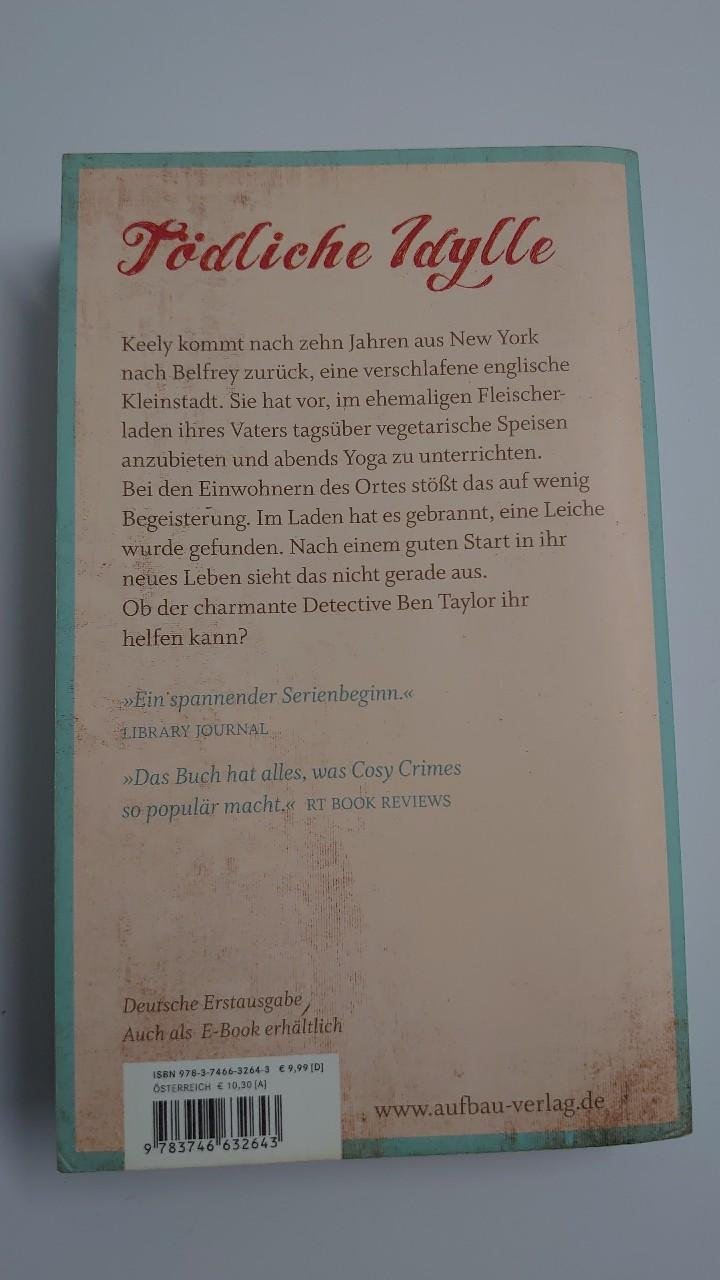 Tödliche Idylle
Keely kommt nach zehn Jahren aus New York
nach Belfrey zurück, eine verschlafene englische
Kleinstadt. Sie hat vor, im ehemaligen Fleischer-
laden ihres Vaters tagsüber vegetarische Speisen
anzubieten und abends Yoga zu unterrichten.
Bei den Einwohnern des Ortes stößt das auf wenig
Begeisterung. Im Laden hat es gebrannt, eine Leiche
wurde gefunden. Nach einem guten Start in ihr
neues Leben sieht das nicht gerade aus.
Ob der charmante Detective Ben Taylor ihr
helfen kann?
»Ein spannender Serienbeginn.«
LIBRARY JOURNAL
»Das Buch hat alles, was Cosy Crimes
so populär macht.« RT BOOK REVIEWS
Deutsche Erstausgabe
Auch als E-Book erhältlich
ISBN 978-3-7466-3264-3 € 9,99 [D]
ÖSTERREICH € 10,30 [A]
9 783746 632643
www.aufbau-verlag.de